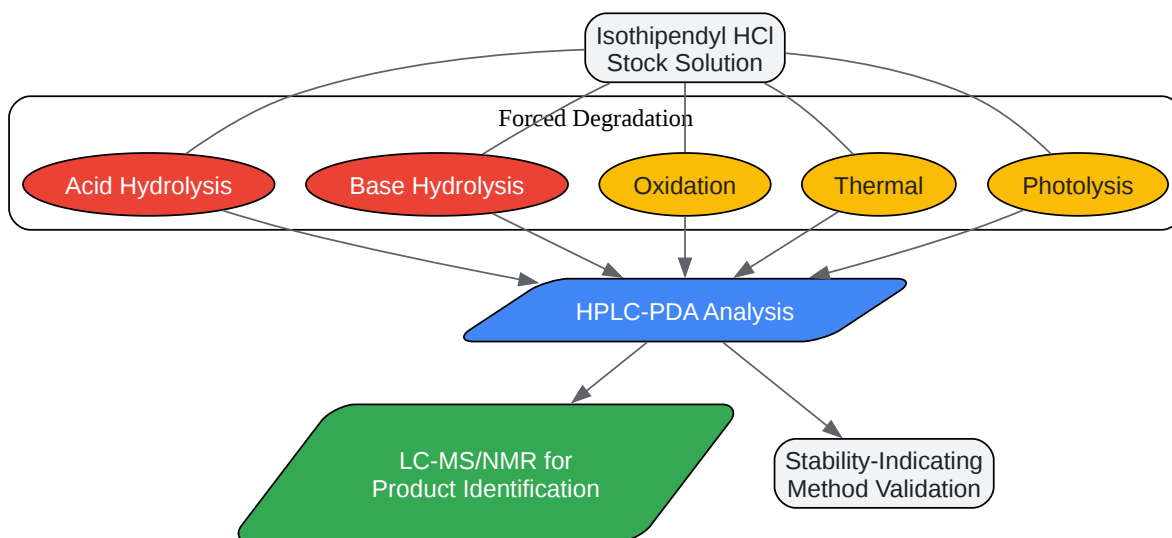 Isothipendyl HCl
Stock Solution
Forced Degradation
Acid Hydrolysis
Base Hydrolysis
Oxidation
Thermal
Photolysis
HPLC-PDA Analysis
LC-MS/NMR for
Product Identification
Stability-Indicating
Method Validation